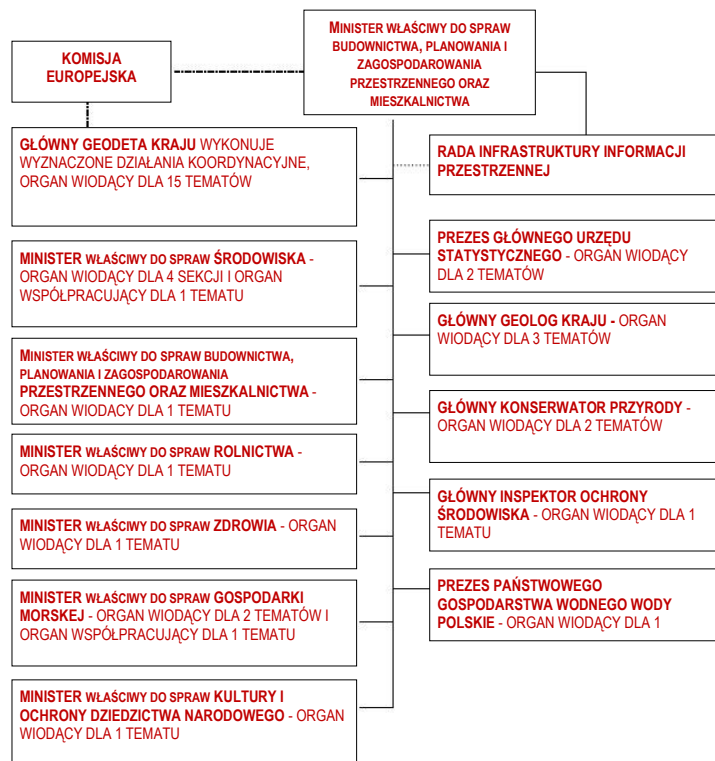 KOMISJA
EUROPEJSKA
MINISTER WŁAŚCIWY DO SPRAW
BUDOWNICTWA, PLANOWANIA I
ZAGOSPODAROWANIA
PRZESTRZENNEGO ORAZ
MIESZKALNICTWA
GŁÓWNY GEODETA KRAJU WYKONUJE
WYZNACZONE DZIAŁANIA KOORDYNACYJNE,
ORGAN WIODĄCY DLA 15 TEMATÓW
MINISTER WŁAŚCIWY DO SPRAW ŚRODOWISKA -
ORGAN WIODĄCY DLA 4 SEKCJI I ORGAN
WSPÓŁPRACUJĄCY DLA 1 TEMATU
MINISTER WŁAŚCIWY DO SPRAW BUDOWNICTWA,
PLANOWANIA I ZAGOSPODAROWANIA
PRZESTRZENNEGO ORAZ MIESZKALNICTWA -
ORGAN WIODĄCY DLA 1 TEMATU
MINISTER WŁAŚCIWY DO SPRAW ROLNICTWA -
ORGAN WIODĄCY DLA 1 TEMATU
MINISTER WŁAŚCIWY DO SPRAW ZDROWIA - ORGAN
WIODĄCY DLA 1 TEMATU
MINISTER WŁAŚCIWY DO SPRAW GOSPODARKI
MORSKEJ - ORGAN WIODĄCY DLA 2 TEMATÓW I
ORGAN WSPÓŁPRACUJĄCY DLA 1 TEMATU
MINISTER WŁAŚCIWY DO SPRAW KULTURY I
OCHRONY DZIEDZICTWA NARODOWEGO - ORGAN
WIODĄCY DLA 1 TEMATU
RADA INFRASTRUKTURY INFORMACJI
PRZESTRZENNEJ
PREZES GŁÓWNEGO URZĘDU
STATYSTYCZNEGO - ORGAN WIODĄCY
DLA 2 TEMATÓW
GŁÓWNY GEOLOG KRAJU - ORGAN
WIODĄCY DLA 3 TEMATÓW
GŁÓWNY KONSERWATOR PRZYRODY -
ORGAN WIODĄCY DLA 2 TEMATÓW
GŁÓWNY INSPEKTOR OCHRONY
ŚRODOWISKA - ORGAN WIODĄCY DLA 1
TEMATU
PREZES PAŃSTWOWEGO
GOSPODARSTWA WODNEGO WODY
POLSKIE - ORGAN WIODĄCY DLA 1